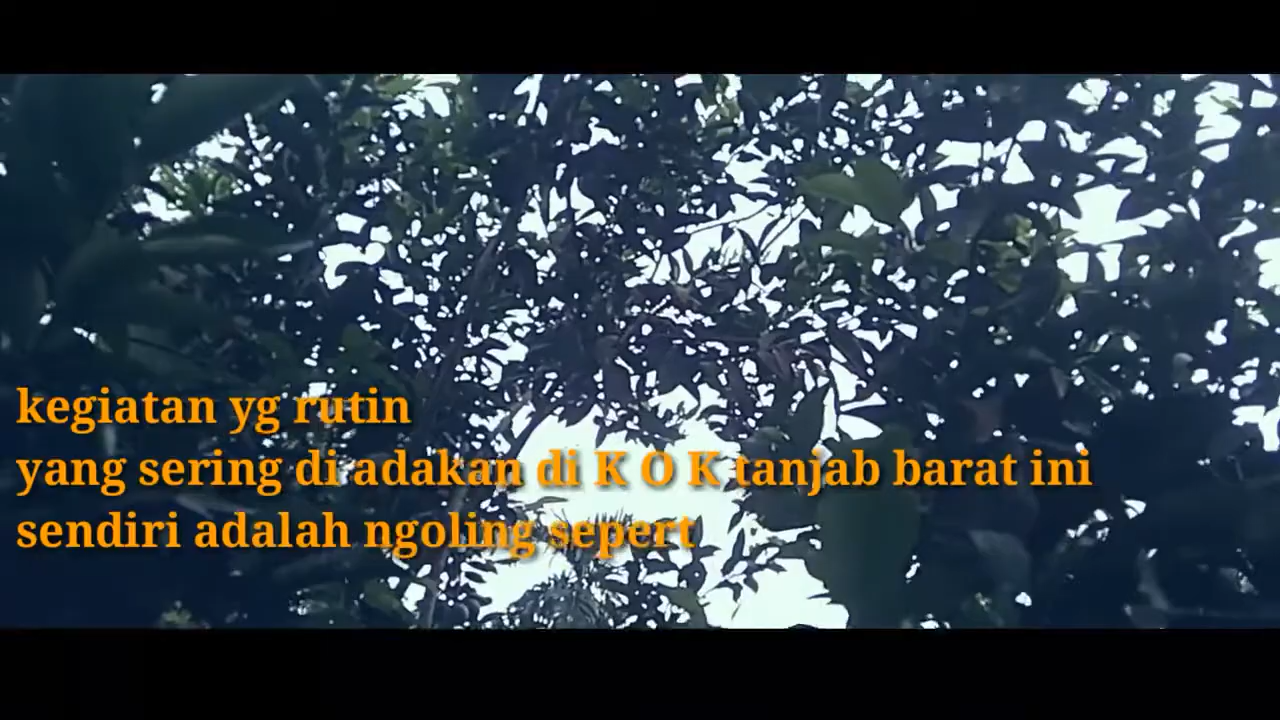 kegiatan yg rutin
yang sering di adakan di K O K tanjab barat ini
sendiri adalah ngoling sepert